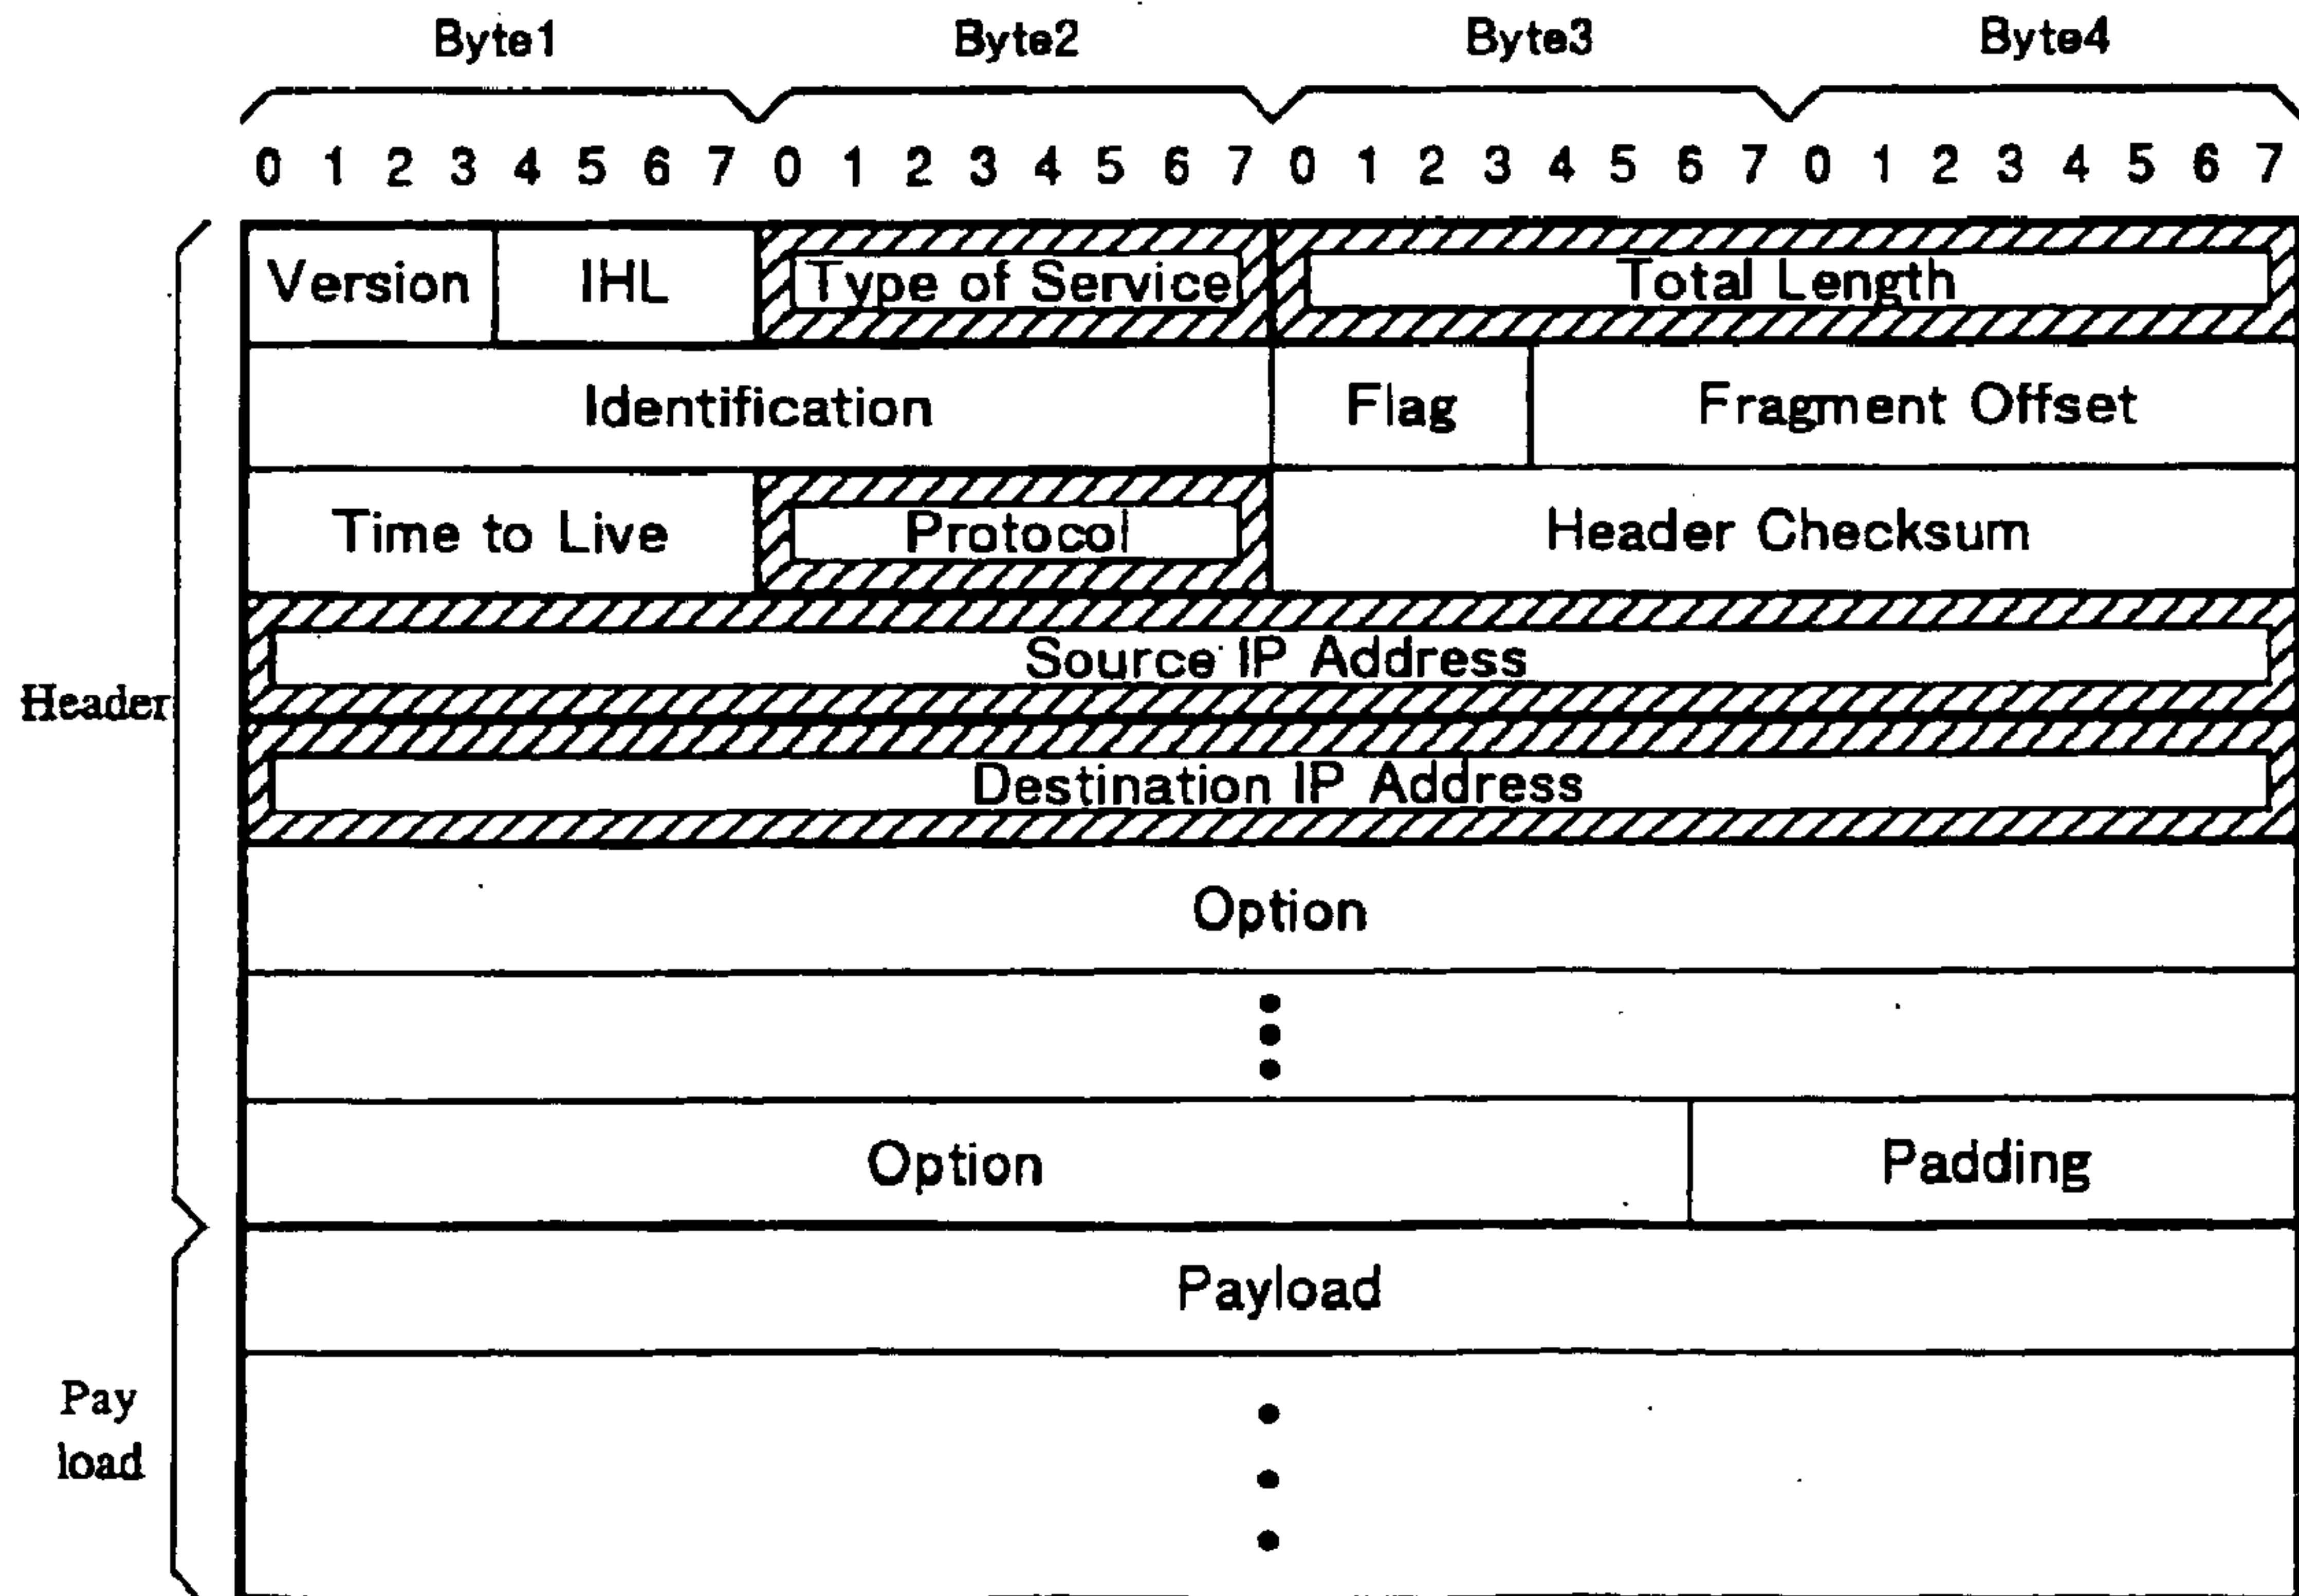 Byte1 Byte2 Byte3 Byte4
0 1 2 3 4 5 6 7 0 1 2 3 4 5 6 7 0 1 2 3 4 5 6 7 0 1 2 3 4 5 6 7
Version IHL Type of Service Total Length
Identification Flag Fragment Offset
Time to Live Protocol Header Checksum
Source IP Address
Header
Destination IP Address
Option
Option Padding
Payload
Pay
load